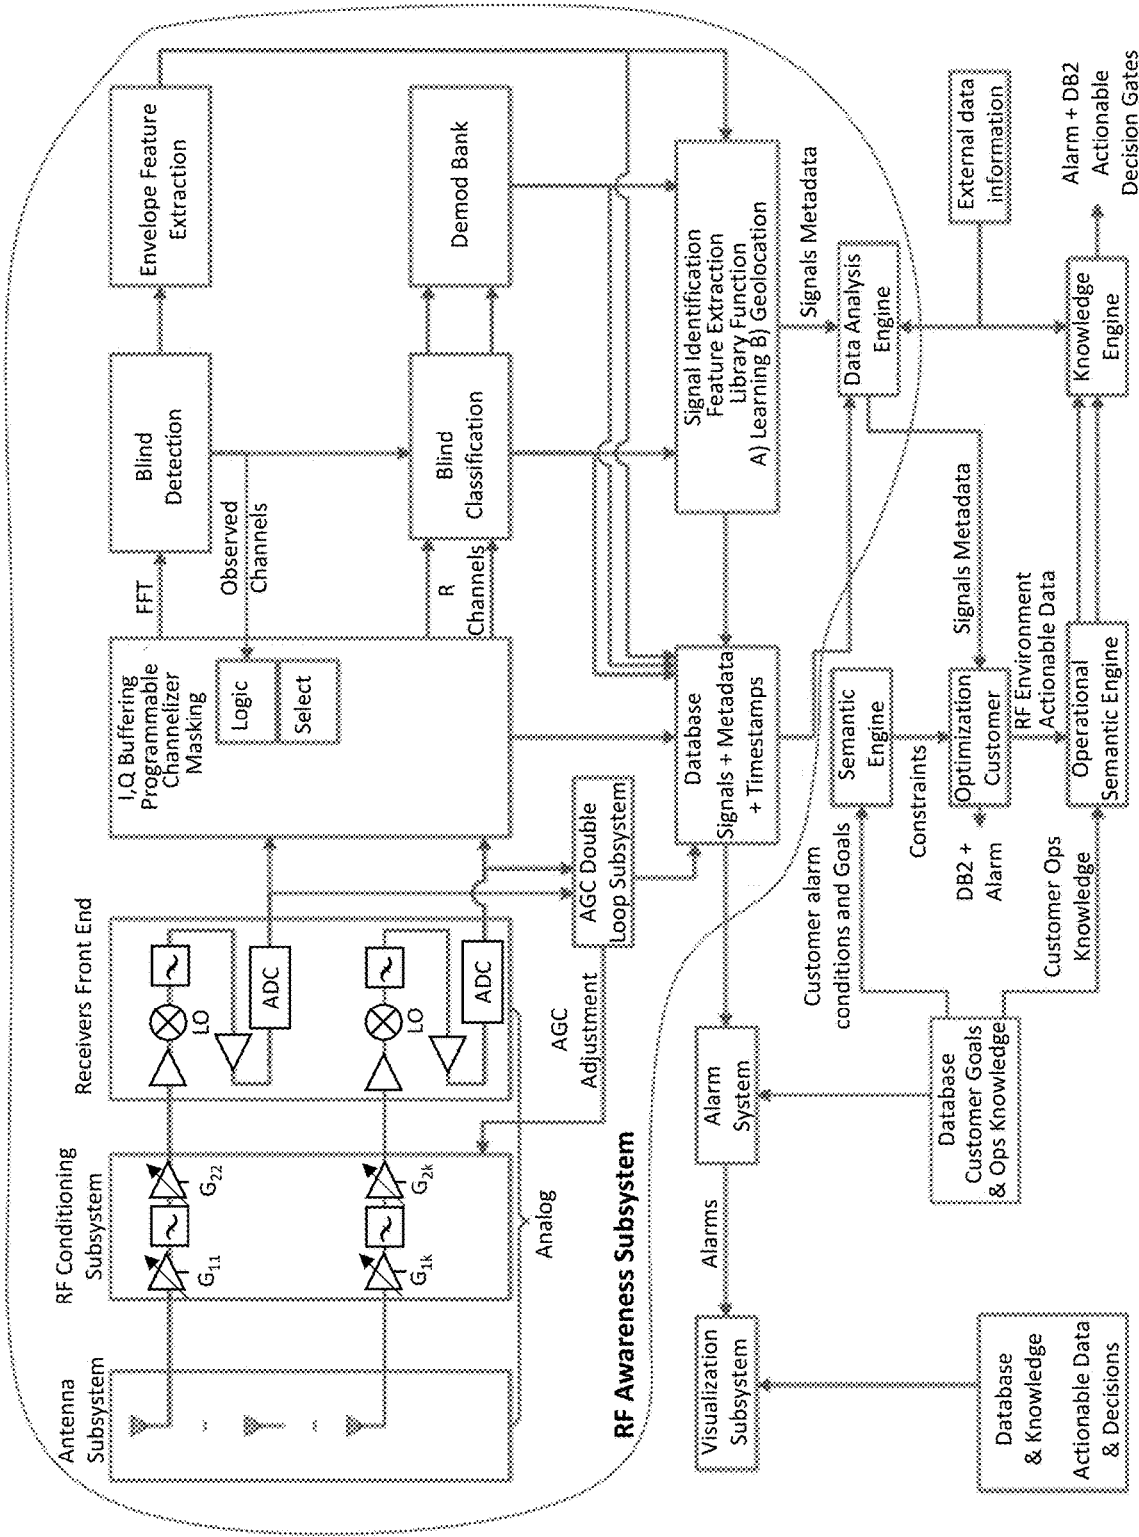 Antenna
Subsystem
RF Conditioning
Subsystem
G11
G22
G1k
G2k
Receivers Front End
LO
ADC
LO
ADC
Analog
I,Q Buffering
Programmable
Channelizer
Masking
Logic
Select
FFT
Observed
Channels
R
Channels
Blind
Detection
Envelope Feature
Extraction
Blind
Classification
Demod Bank
AGC
Adjustment
AGC Double
Loop Subsystem
RF Awareness Subsystem
Database
Signals + Metadata
+ Timestamps
Signal Identification
Feature Extraction
Library Function
A) Learning B) Geolocation
Signals Metadata
Visualization
Subsystem
Alarms
Alarm
System
Customer alarm
conditions and Goals
Semantic
Engine
Data Analysis
Engine
Constraints
Signals Metadata
External data
information
Database
Customer Goals
& Ops Knowledge
DB2 +
Alarm
Optimization
Customer
RF Environment
Actionable Data
Customer Ops
Knowledge
Operational
Semantic Engine
Knowledge
Engine
Alarm + DB2
Actionable
Decision Gates
Database
& Knowledge
Actionable Data
& Decisions